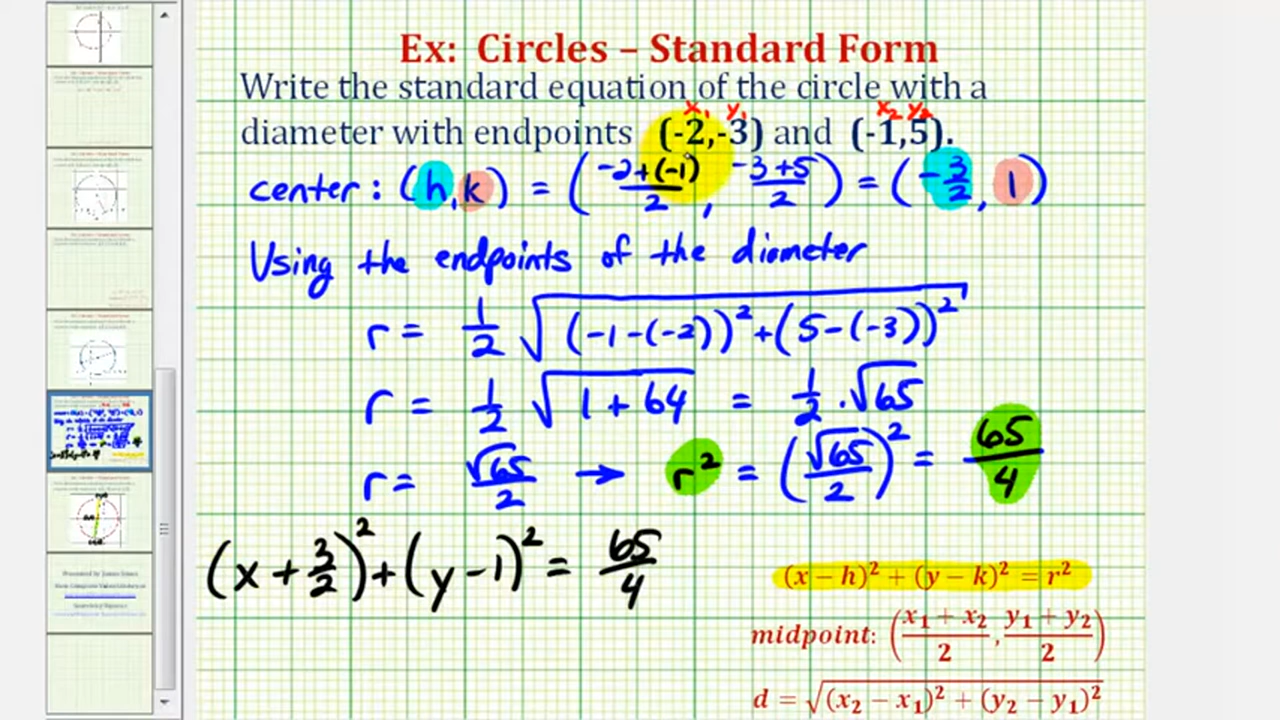 Ex: Circles – Standard Form
Write the standard equation of the circle with a
x₁ y₁ x₂ y₂
diameter with endpoints (-2,-3) and (-1,5).
center: (h,k) = ((-2+(-1))/2, (-3+5)/2) = (-3/2, 1)
Using the endpoints of the diameter
r = 1/2 √((-1-(-2))²+(5-(-3))²)
r = 1/2 √(1+64) = 1/2 · √65
r = √65/2 → r² = (√65/2)² = 65/4
(x+3/2)²+(y-1)² = 65/4
(x − h)² + (y − k)² = r²
midpoint: ((x₁ + x₂)/2, (y₁ + y₂)/2)
d = √((x₂ − x₁)² + (y₂ − y₁)²)